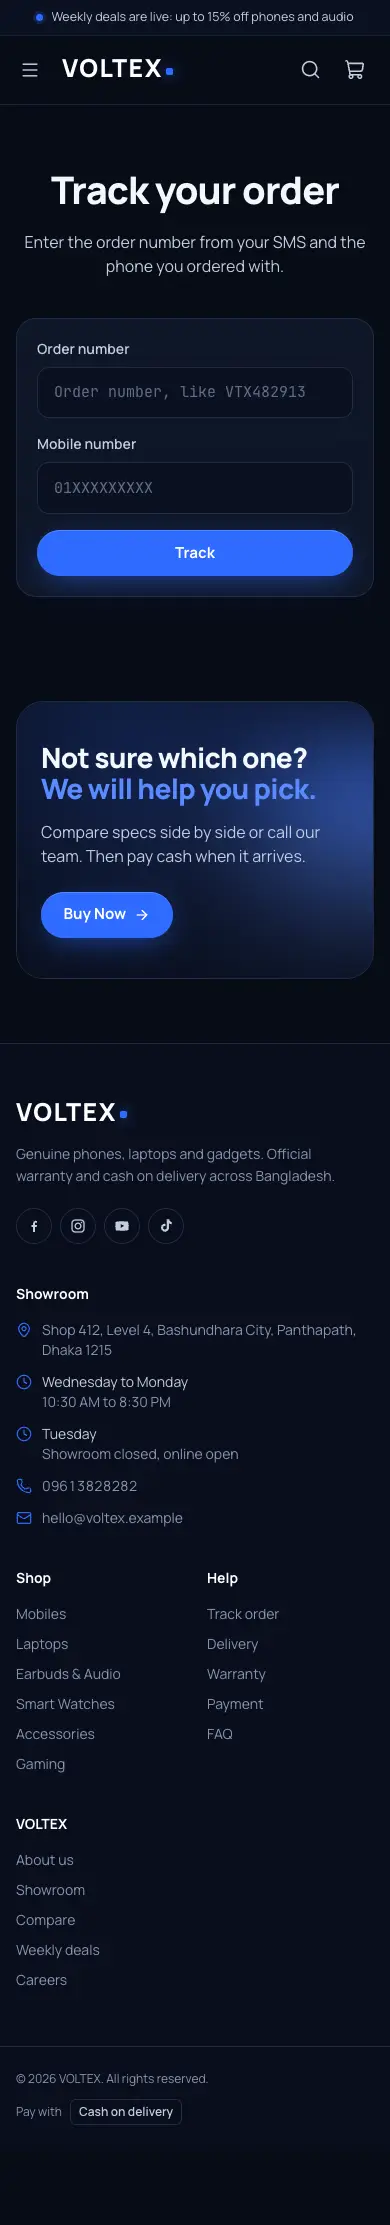 Weekly deals are live: up to 15% off phones and audio
VOLTEX
Track your order
Enter the order number from your SMS and the
phone you ordered with.
Order number
Order number, like VTX482913
Mobile number
01XXXXXXXXX
Track
Not sure which one?
We will help you pick.
Compare specs side by side or call our
team. Then pay cash when it arrives.
Buy Now
VOLTEX
Genuine phones, laptops and gadgets. Official
warranty and cash on delivery across Bangladesh.
Showroom
Shop 412, Level 4, Bashundhara City, Panthapath,
Dhaka 1215
Wednesday to Monday
10:30 AM to 8:30 PM
Tuesday
Showroom closed, online open
09613828282
hello@voltex.example
Shop
Mobiles
Laptops
Earbuds & Audio
Smart Watches
Accessories
Gaming
Help
Track order
Delivery
Warranty
Payment
FAQ
VOLTEX
About us
Showroom
Compare
Weekly deals
Careers
© 2026 VOLTEX. All rights reserved.
Pay with Cash on delivery